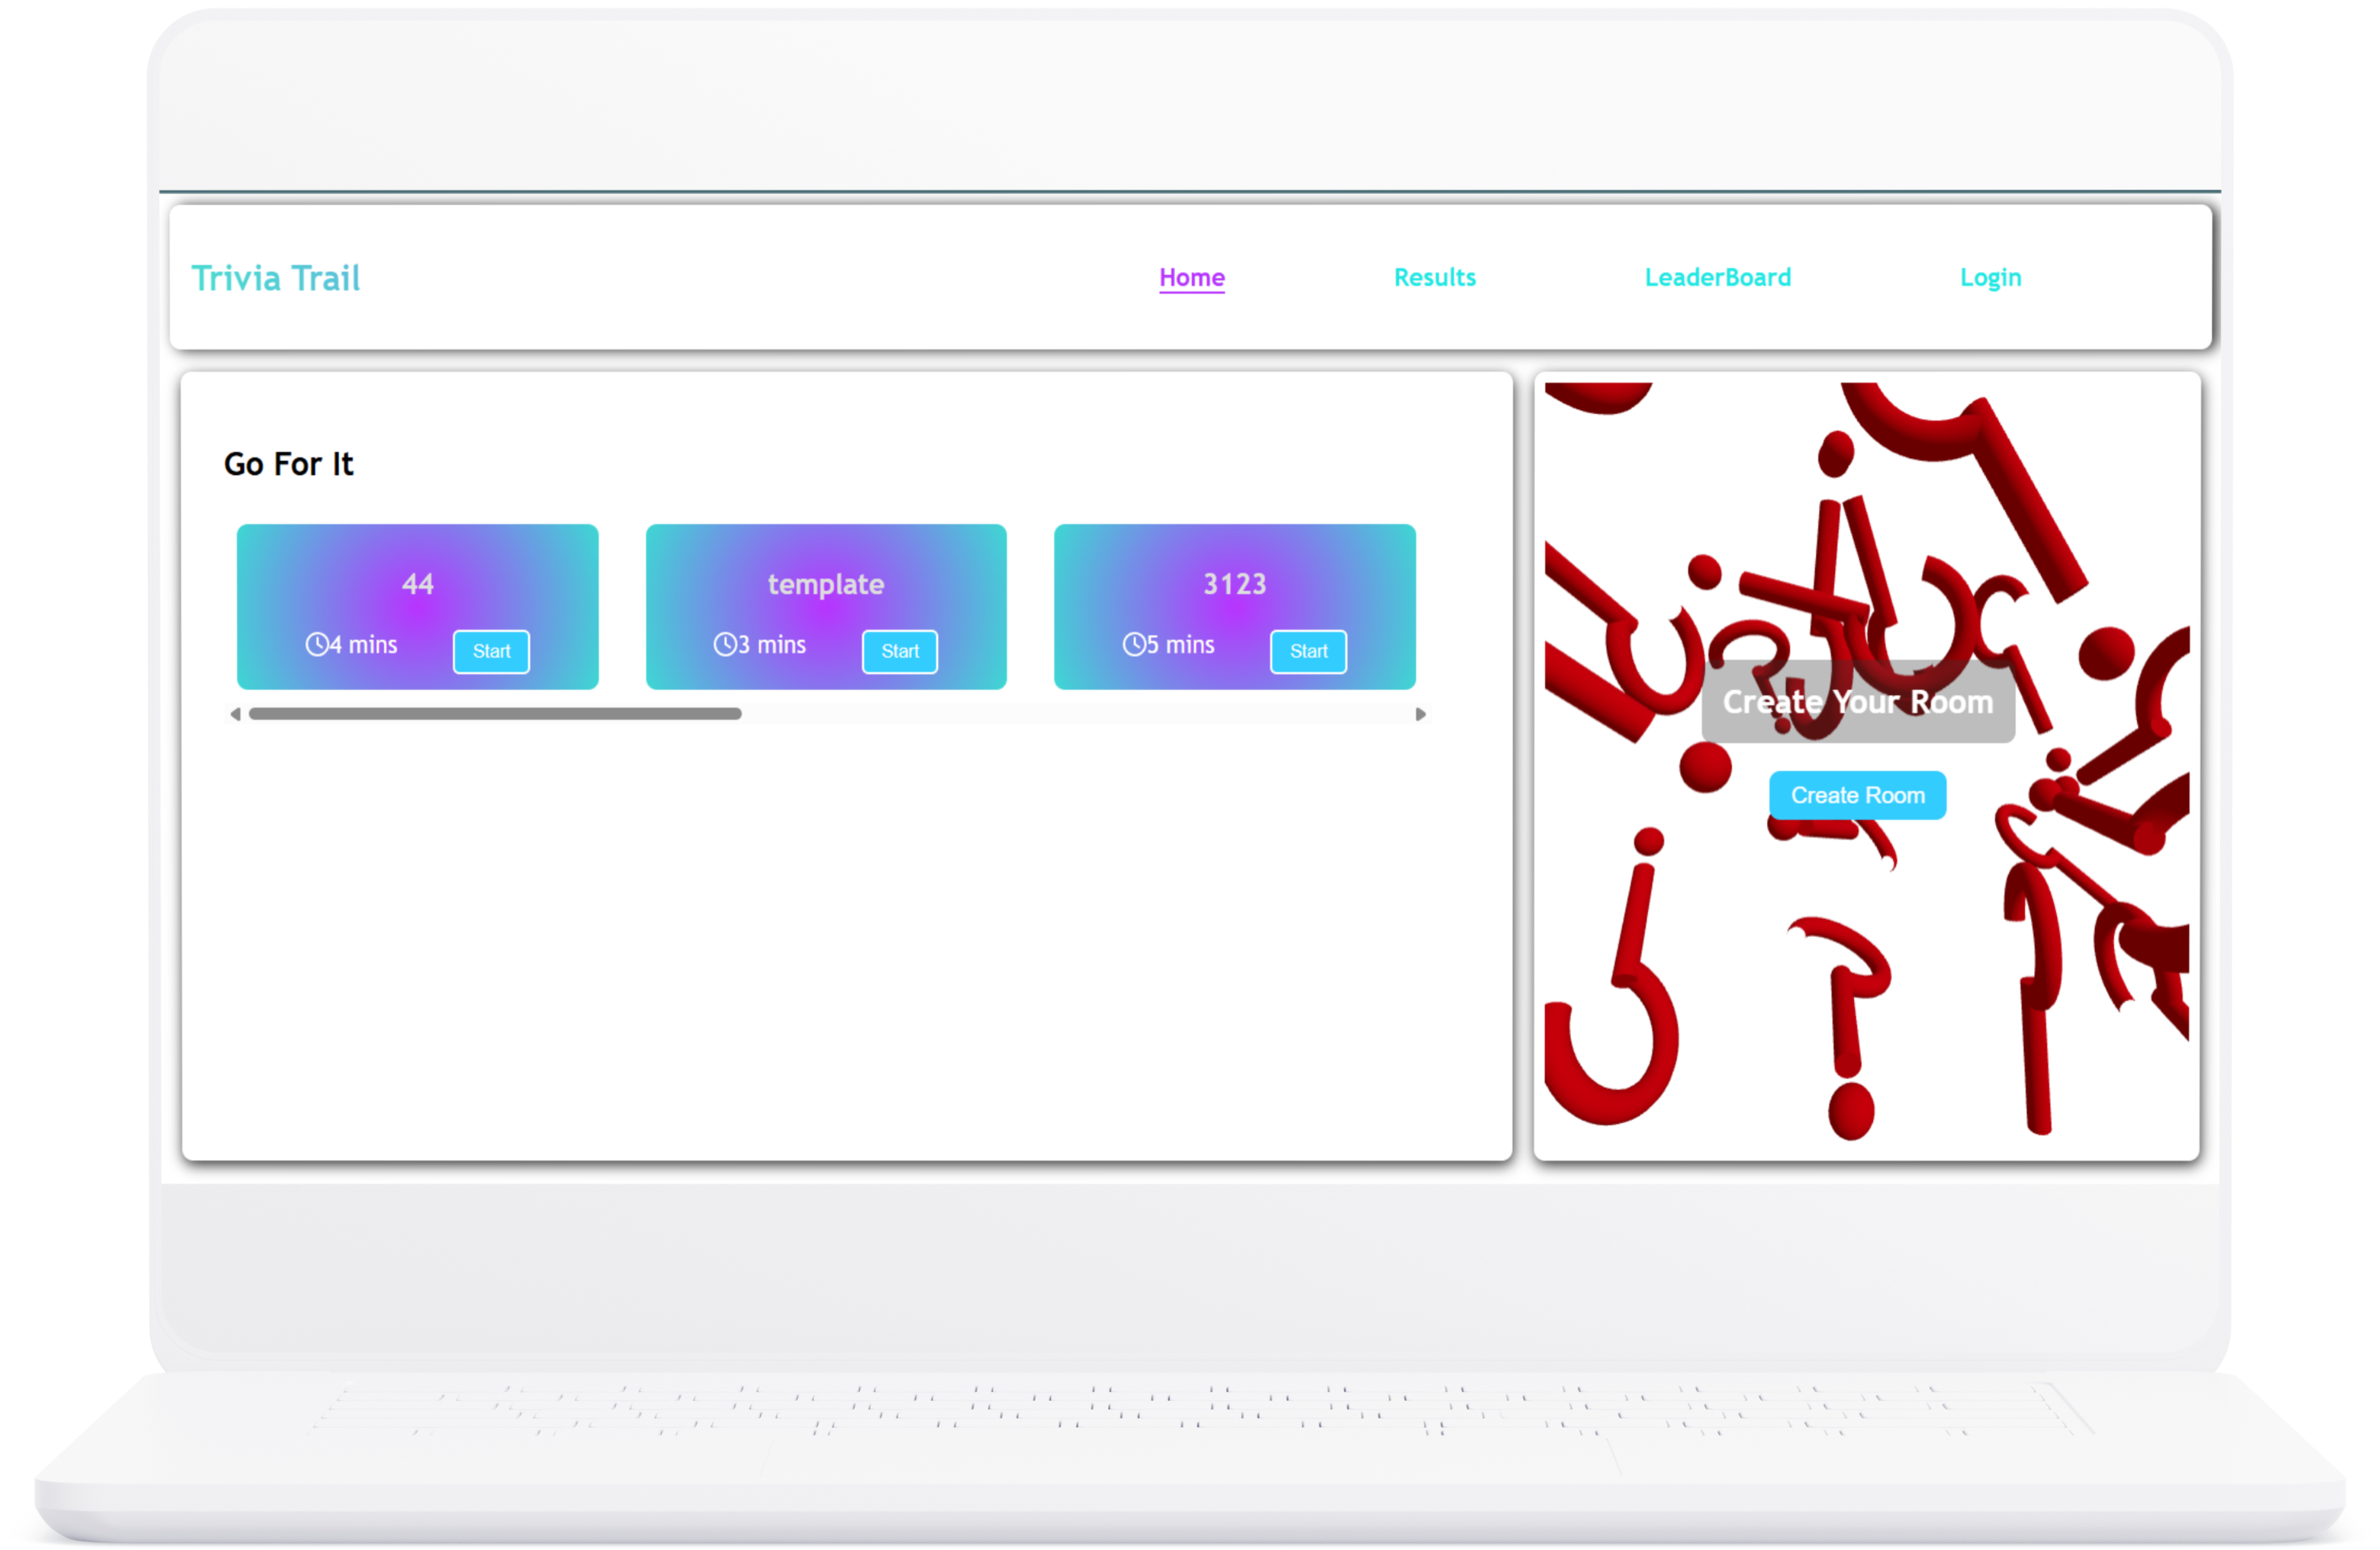 Trivia Trail
Home
Results
LeaderBoard
Login
Go For It
44
4 mins
Start
template
3 mins
Start
3123
5 mins
Start
Create Your Room
Create Room